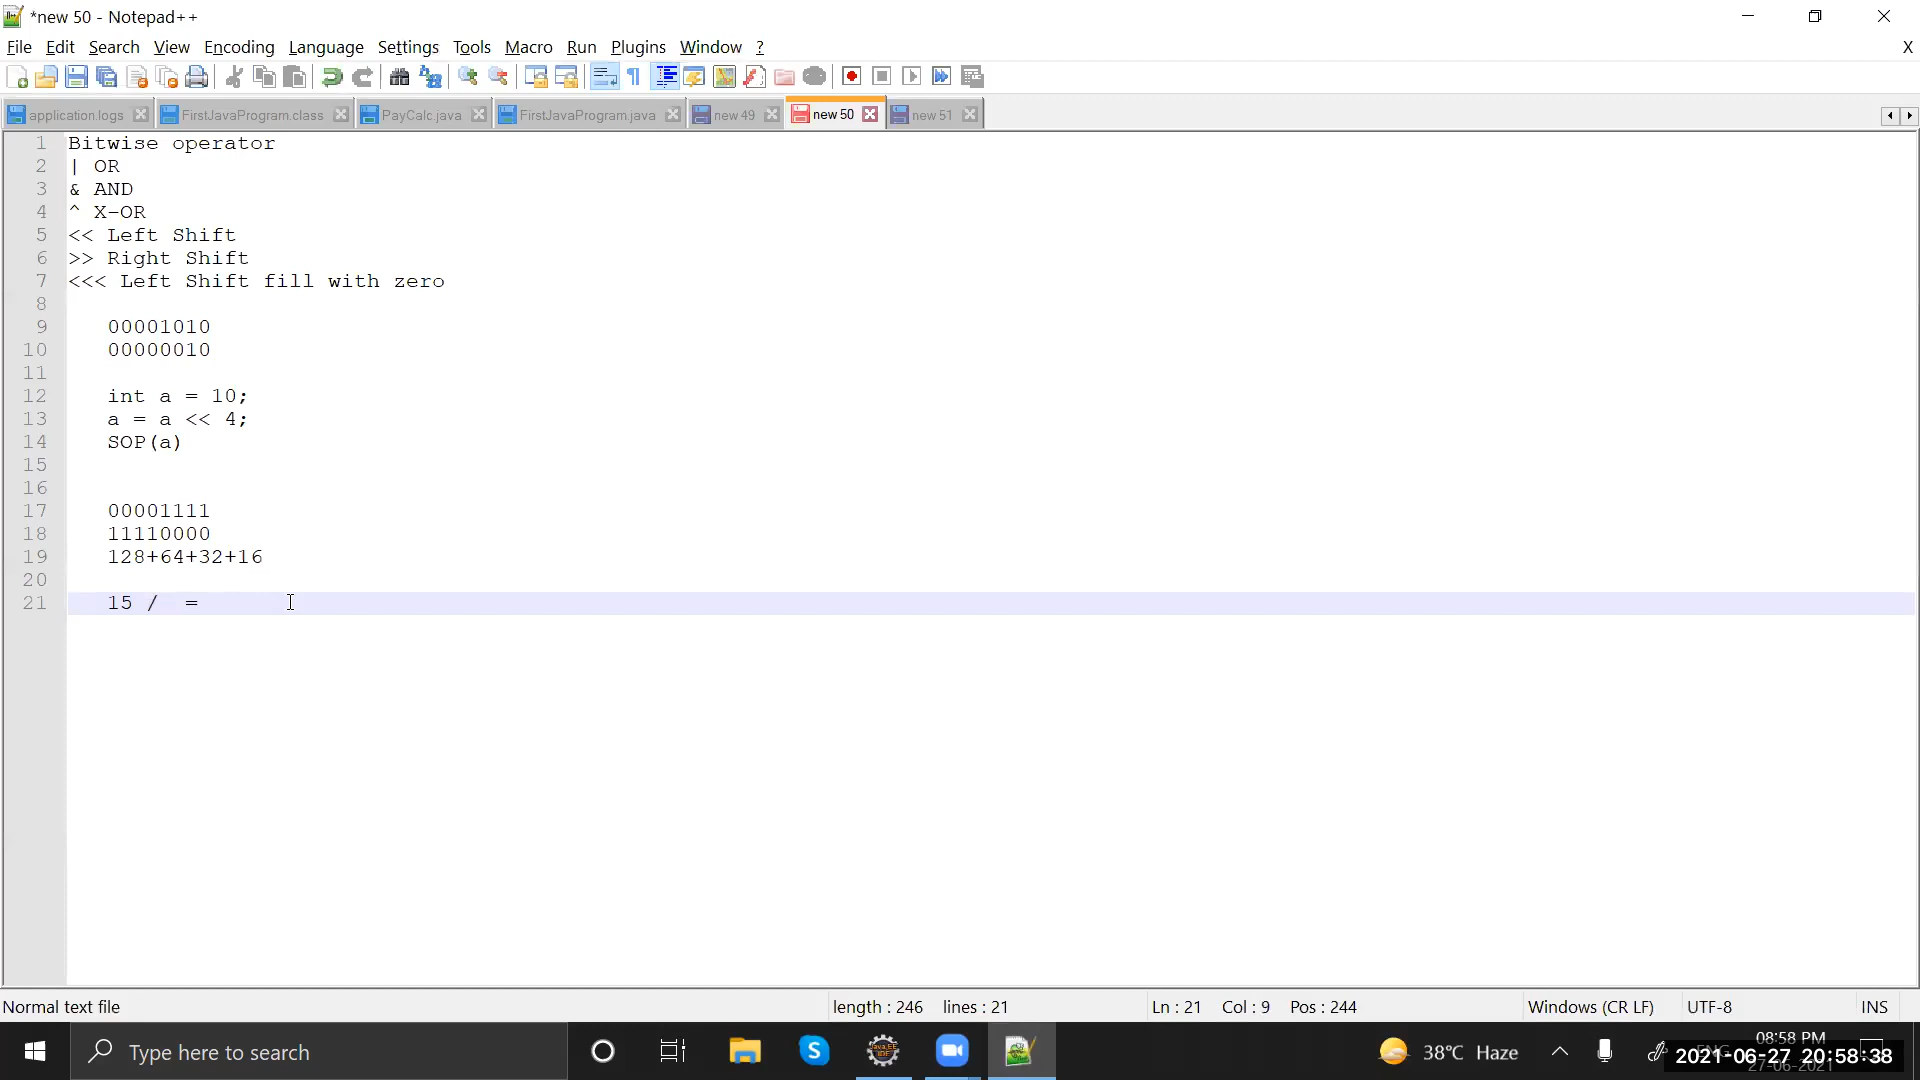 *new 50 - Notepad++
File Edit Search View Encoding Language Settings Tools Macro Run Plugins Window ? X
application.logs FirstJavaProgram.class PayCalc.java FirstJavaProgram.java new 49 new 50 new 51
1 Bitwise operator
2 | OR
3 & AND
4 ^ X-OR
5 << Left Shift
6 >> Right Shift
7 <<< Left Shift fill with zero
8
9 00001010
10 00000010
11
12 int a = 10;
13 a = a << 4;
14 SOP(a)
15
16
17 00001111
18 11110000
19 128+64+32+16
20
21 15 /  =
Normal text file length : 246 lines : 21 Ln : 21 Col : 9 Pos : 244 Windows (CR LF) UTF-8 INS
Type here to search 38°C Haze ENG 08:58 PM
2021-06-27 20:58:38
27-06-2021